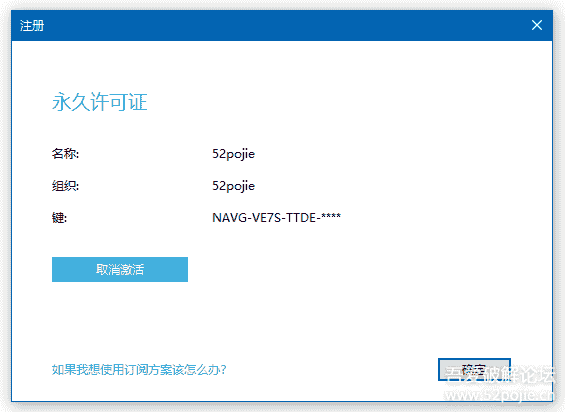 注册
永久许可证
名称: 52pojie
组织: 52pojie
键: NAVG-VE7S-TTDE-****
取消激活
如果我想使用订阅方案该怎么办?
确定
吾爱破解论坛
www.52pojie.cn